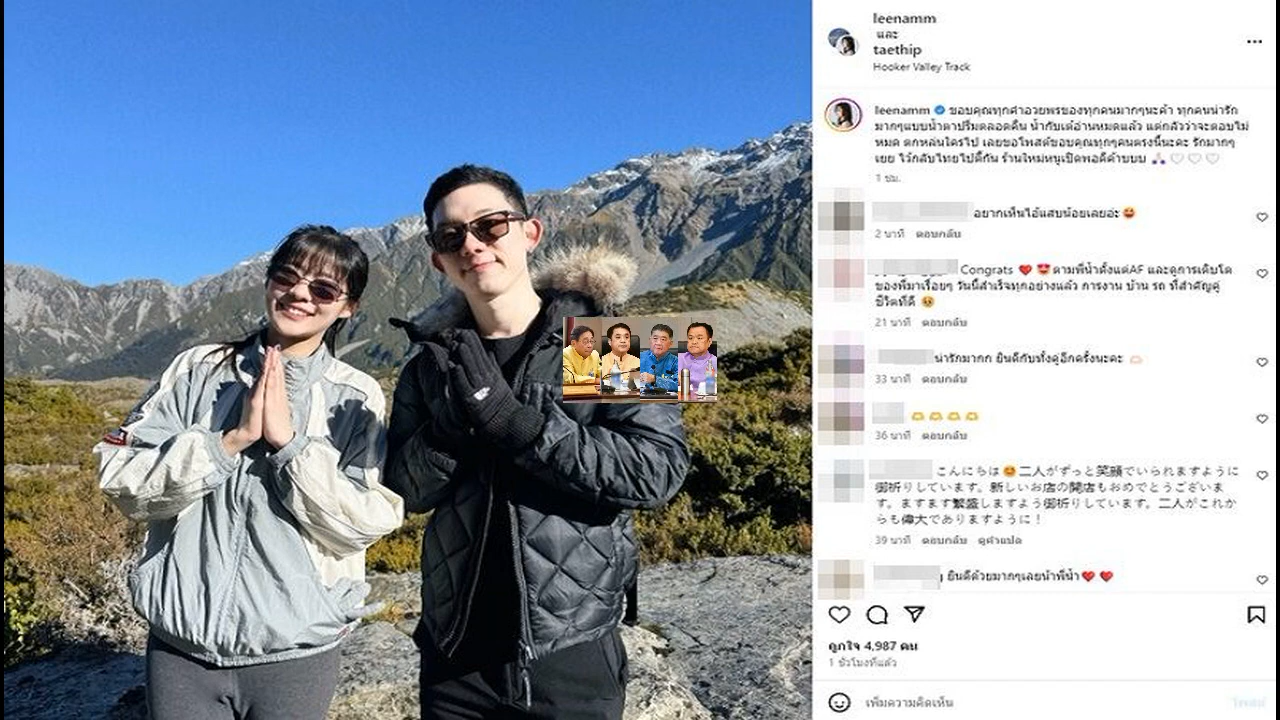 leenamm
และ
taethip
Hooker Valley Track
leenamm ขอบคุณทุกคำอวยพรของทุกคนมากๆนะค้า ทุกคนน่ารัก
มากๆแบบน้ำตาปริ่มตลอดคืน น้ำกับเต๋อ่านหมดแล้ว แต่กลัวว่าจะตอบไม่
หมด ตกหล่นใครไป เลยขอโพสต์ขอบคุณทุกๆคนตรงนี้นะคะ รักมากๆ
เยย ไว้กลับไทยไปตี้กัน ร้านใหม่หนูเปิดพอดีค้าบบบ 🙏🏻 🤍 🤍 🤍
1 ชม.
อยากเห็นไอ้แสบน้อยเลยอ่ะ 🤩
2 นาที ตอบกลับ
Congrats ❤️ 😍 ตามพี่น้ำตั้งแต่AF และดูการเติบโต
ของพี่มาเรื่อยๆ วันนี้สำเร็จทุกอย่างแล้ว การงาน บ้าน รถ ที่สำคัญคู่
ชีวิตที่ดี 🥹
21 นาที ตอบกลับ
น่ารักมากก ยินดีกับทั้งคู่อีกครั้งนะคะ 🫶🏻
33 นาที ตอบกลับ
🫶 🫶 🫶 🫶
36 นาที ตอบกลับ
こんにちは 😊 二人がずっと笑顔でいられますように
御祈りしています。新しいお店の開店もおめでとうございま
す。ますます繁盛しますよう御祈りしています。二人がこれか
らも偉大でありますように！
39 นาที ตอบกลับ ดูคำแปล
ยินดีด้วยมากๆเลยน้าพี่น้ำ❤️ ❤️
ถูกใจ 4,987 คน
1 ชั่วโมงที่แล้ว
เพิ่มความคิดเห็น
โพสต์